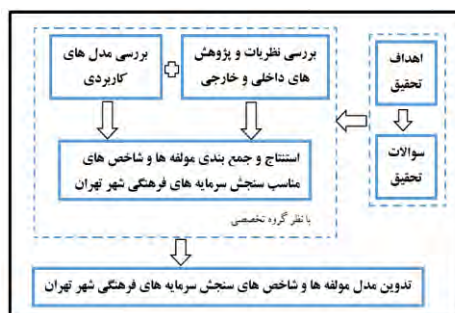 اهداف
تحقیق
سوالات
تحقیق
بررسی نظریات و پژوهش
های داخلی و خارجی
بررسی مدل های
کاربردی
استنتاج و جمع بندی مولفه ها و شاخص های
مناسب سنجش سرمایه های فرهنگی شهر تهران
با نظر گروه تخصصی
تدوین مدل مولفه ها و شاخص های سنجش سرمایه های فرهنگی شهر تهران